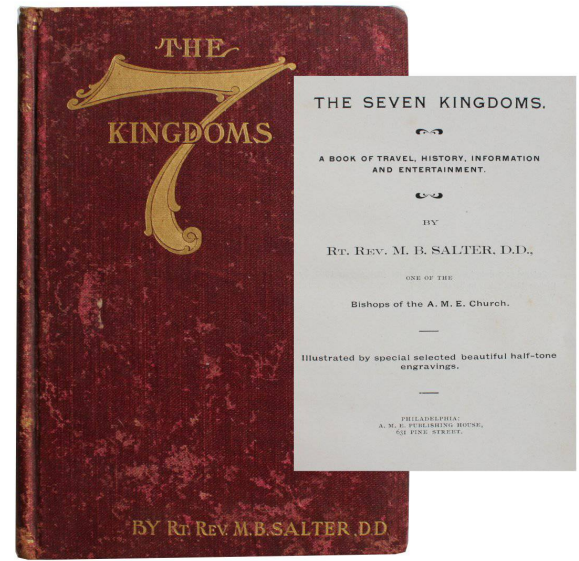 THE
7
KINGDOMS
BY RT. REV. M.B. SALTER, D.D
THE SEVEN KINGDOMS.
A BOOK OF TRAVEL, HISTORY, INFORMATION
AND ENTERTAINMENT.
BY
RT. REV. M. B. SALTER, D.D.,
ONE OF THE
Bishops of the A. M. E. Church.
Illustrated by special selected beautiful half-tone
engravings.
PHILADELPHIA:
A. M. E. PUBLISHING HOUSE,
631 PINE STREET.